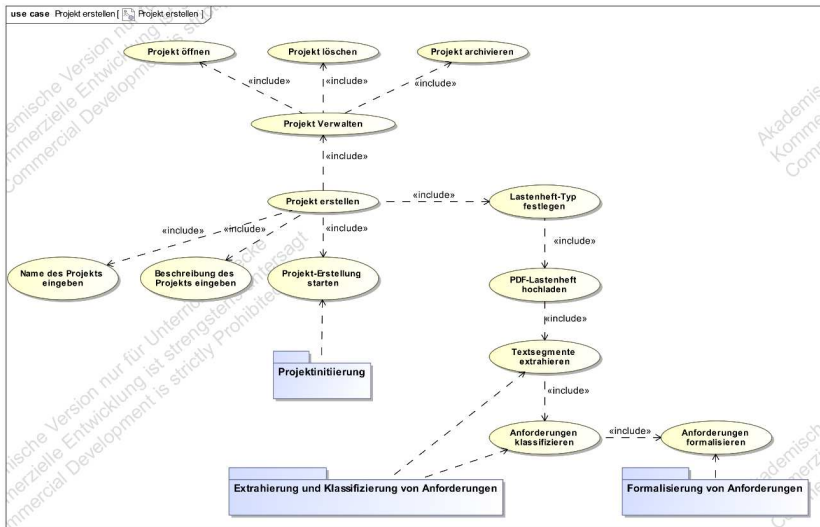 use case Projekt erstellen [ Projekt erstellen ]
Projekt öffnen
Projekt löschen
Projekt archivieren
«include»
«include»
«include»
Projekt Verwalten
«include»
Projekt erstellen
«include»
Lastenheft-Typ
festlegen
«include»
«include»
«include»
«include»
Name des Projekts
eingeben
Beschreibung des
Projekts eingeben
Projekt-Erstellung
starten
PDF-Lastenheft
hochladen
«include»
Projektinitiierung
Textsegmente
extrahieren
«include»
Anforderungen
klassifizieren
«include»
Anforderungen
formalisieren
Extrahierung und Klassifizierung von Anforderungen
Formalisierung von Anforderungen